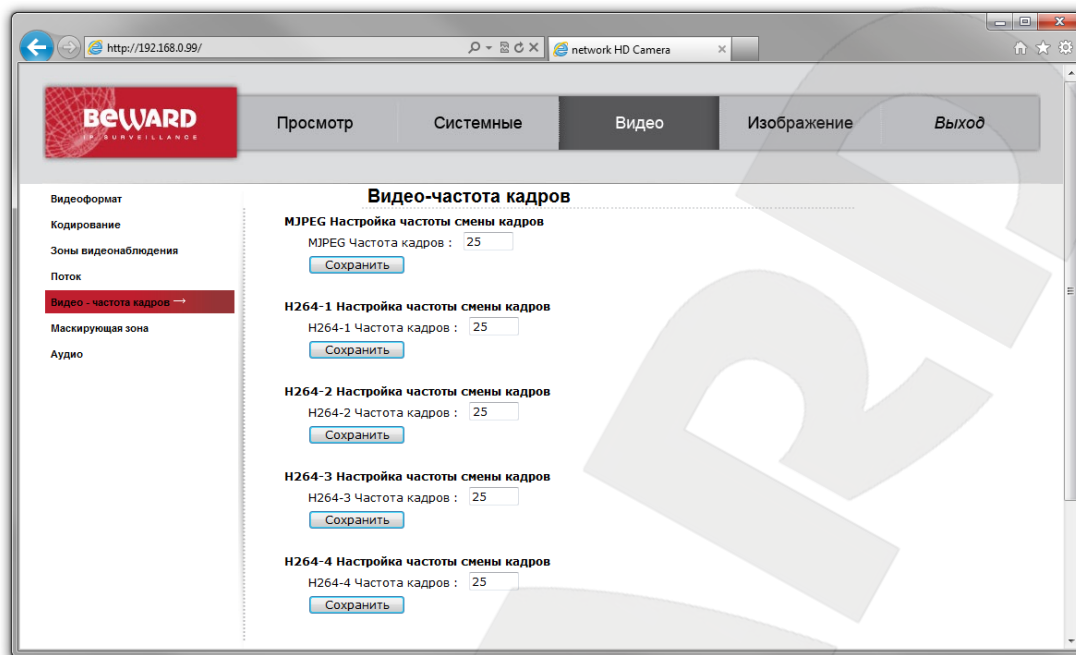 http://192.168.0.99/
network HD Camera
BEWARD
IP SURVEILLANCE
Просмотр
Системные
Видео
Изображение
Выход
Видеоформат
Кодирование
Зоны видеонаблюдения
Поток
Видео - частота кадров →
Маскирующая зона
Аудио
Видео-частота кадров
MJPEG Настройка частоты смены кадров
MJPEG Частота кадров : 25
Сохранить
H264-1 Настройка частоты смены кадров
H264-1 Частота кадров : 25
Сохранить
H264-2 Настройка частоты смены кадров
H264-2 Частота кадров : 25
Сохранить
H264-3 Настройка частоты смены кадров
H264-3 Частота кадров : 25
Сохранить
H264-4 Настройка частоты смены кадров
H264-4 Частота кадров : 25
Сохранить